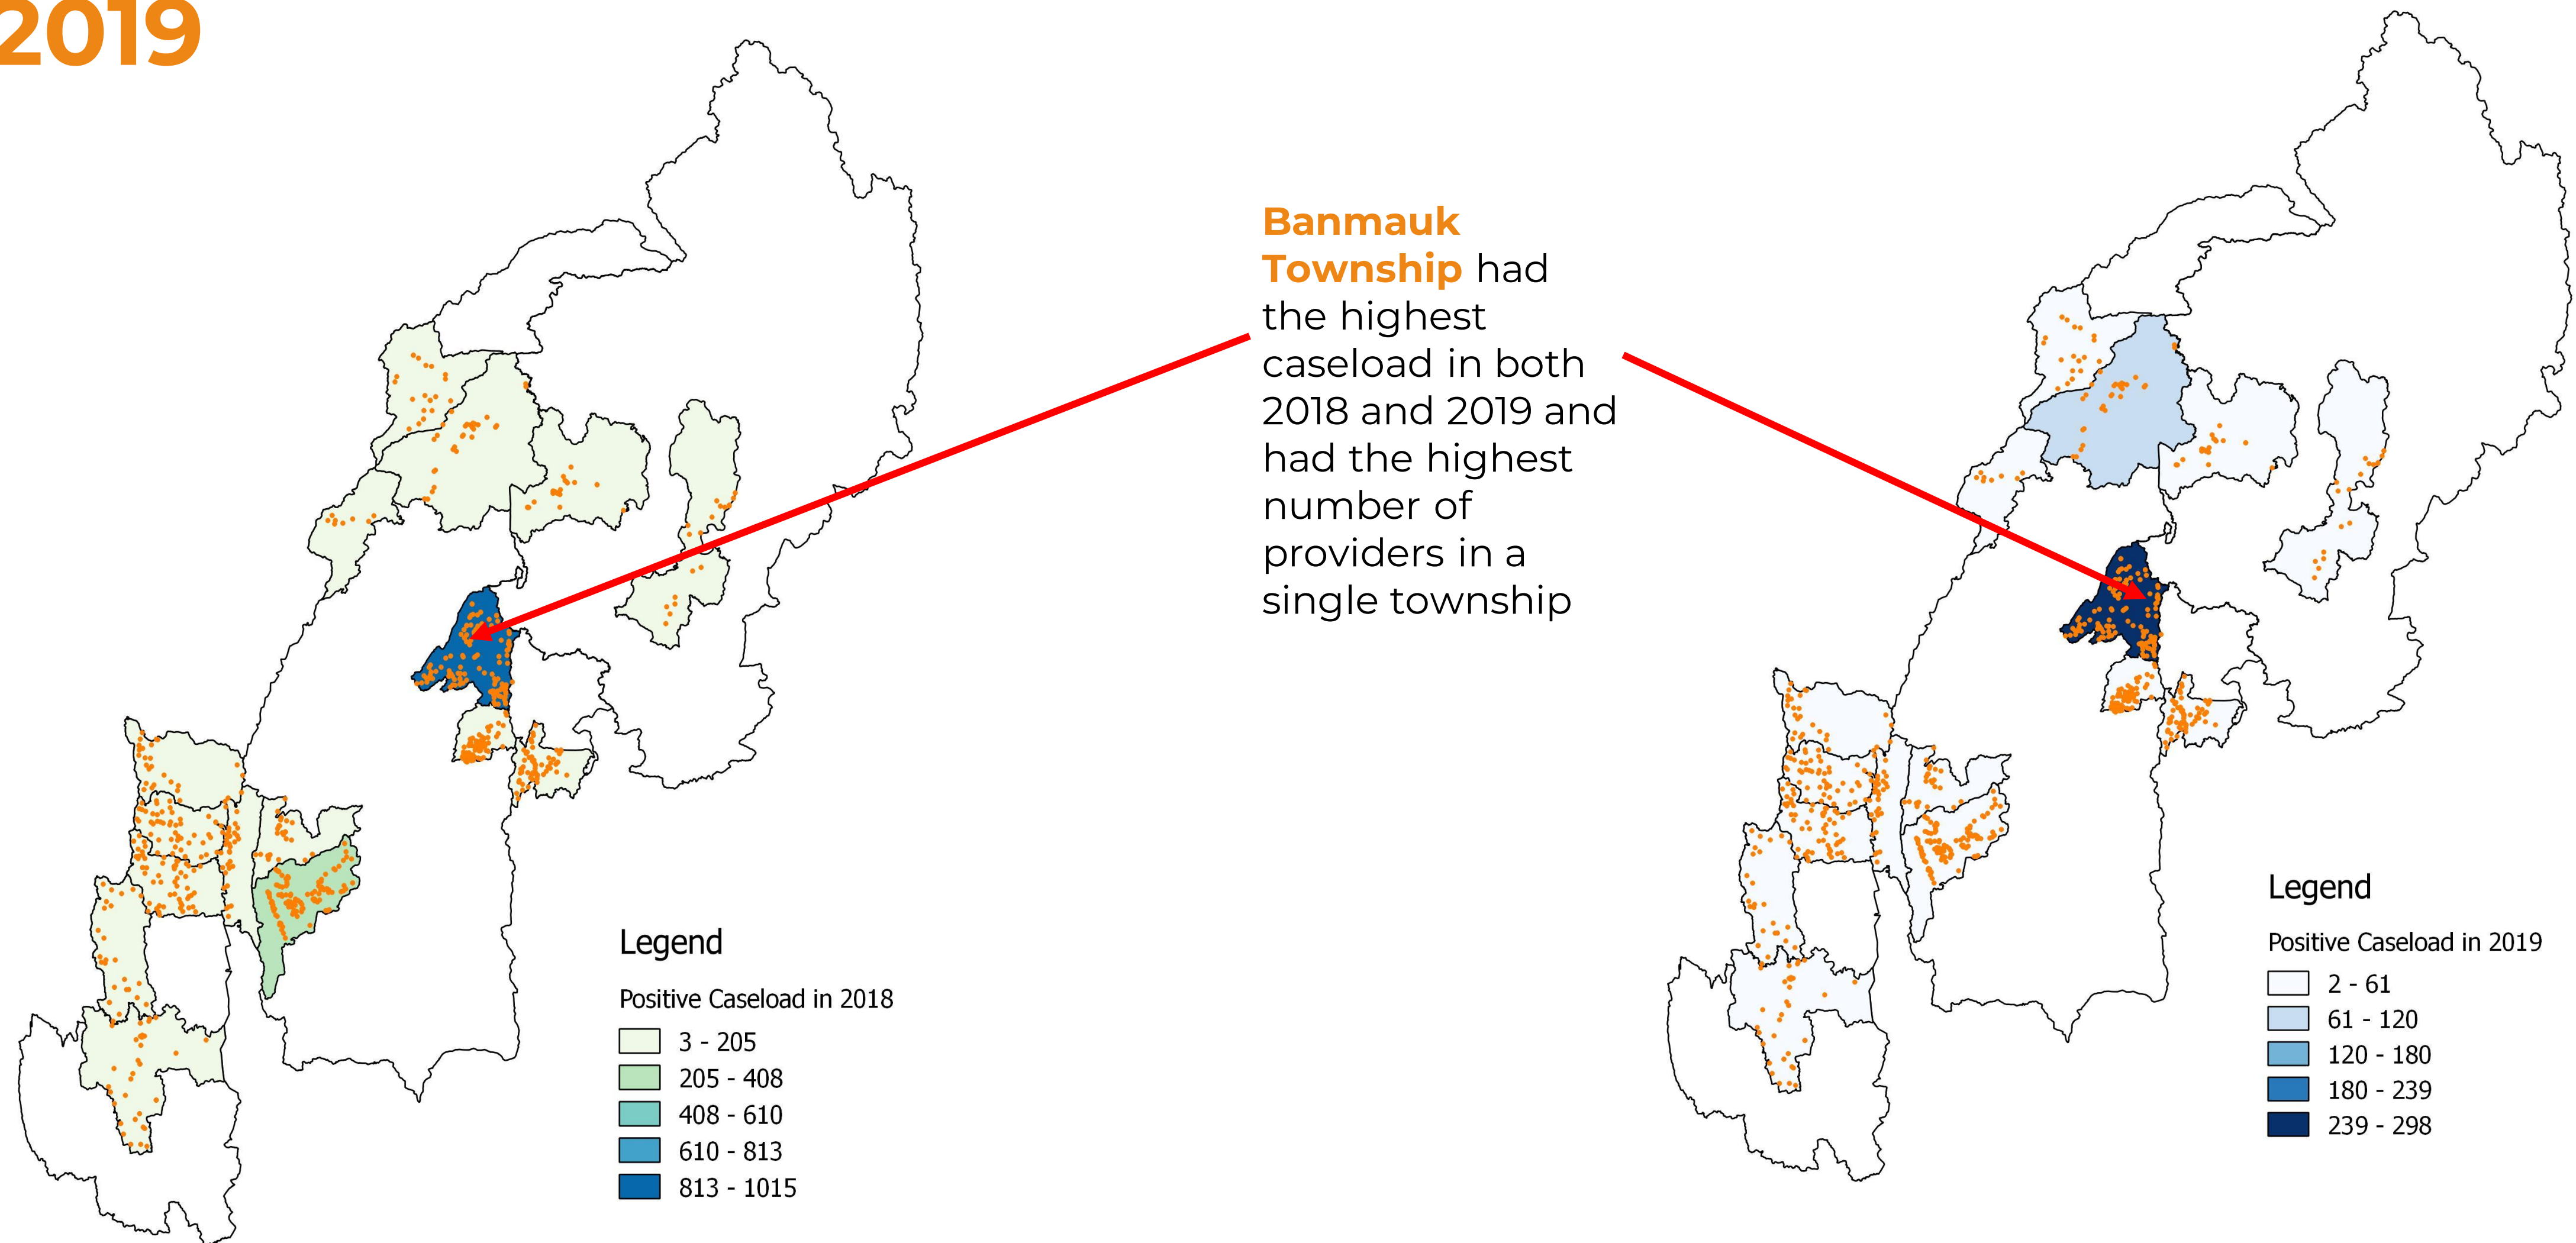 2019
Banmauk
Township had
the highest
caseload in both
2018 and 2019 and
had the highest
number of
providers in a
single township
Legend
Positive Caseload in 2018
3 - 205
205 - 408
408 - 610
610 - 813
813 - 1015
Legend
Positive Caseload in 2019
2 - 61
61 - 120
120 - 180
180 - 239
239 - 298